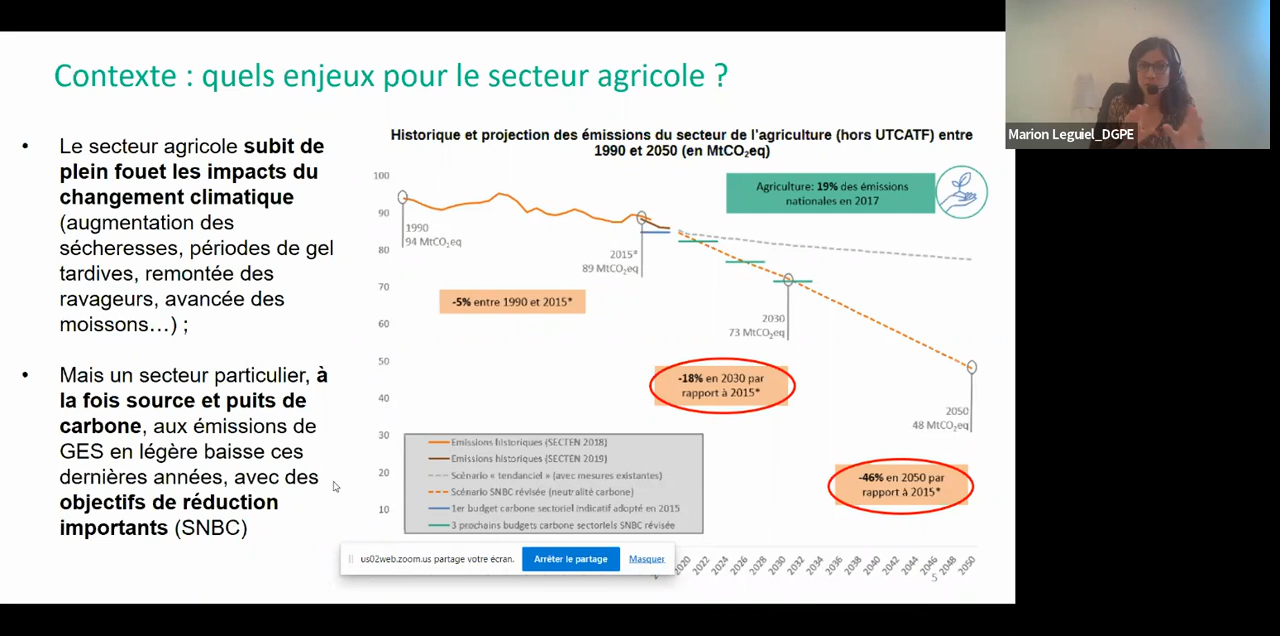 Contexte : quels enjeux pour le secteur agricole ?
Marion Leguiel_DGPE
• Le secteur agricole subit de
plein fouet les impacts du
changement climatique
(augmentation des
sécheresses, périodes de gel
tardives, remontée des
ravageurs, avancée des
moissons…) ;
• Mais un secteur particulier, à
la fois source et puits de
carbone, aux émissions de
GES en légère baisse ces
dernières années, avec des
objectifs de réduction
importants (SNBC)
Historique et projection des émissions du secteur de l'agriculture (hors UTCATF) entre
1990 et 2050 (en MtCO₂eq)
100
90
80
70
60
50
40
30
20
10
Agriculture: 19% des émissions
nationales en 2017
1990
94 MtCO₂eq
2015*
89 MtCO₂eq
-5% entre 1990 et 2015*
2030
73 MtCO₂eq
-18% en 2030 par
rapport à 2015*
2050
48 MtCO₂eq
-46% en 2050 par
rapport à 2015*
Emissions historiques (SECTEN 2018)
Emissions historiques (SECTEN 2019)
Scénario « tendanciel » (avec mesures existantes)
Scénario SNBC révisée (neutralité carbone)
1er budget carbone sectoriel indicatif adopté en 2015
3 prochains budgets carbone sectoriels SNBC révisée
us02web.zoom.us partage votre écran. Arrêter le partage Masquer
2020 2022 2024 2026 2028 2030 2032 2034 2036 2038 2040 2042 2044 2046 2048 2050
5